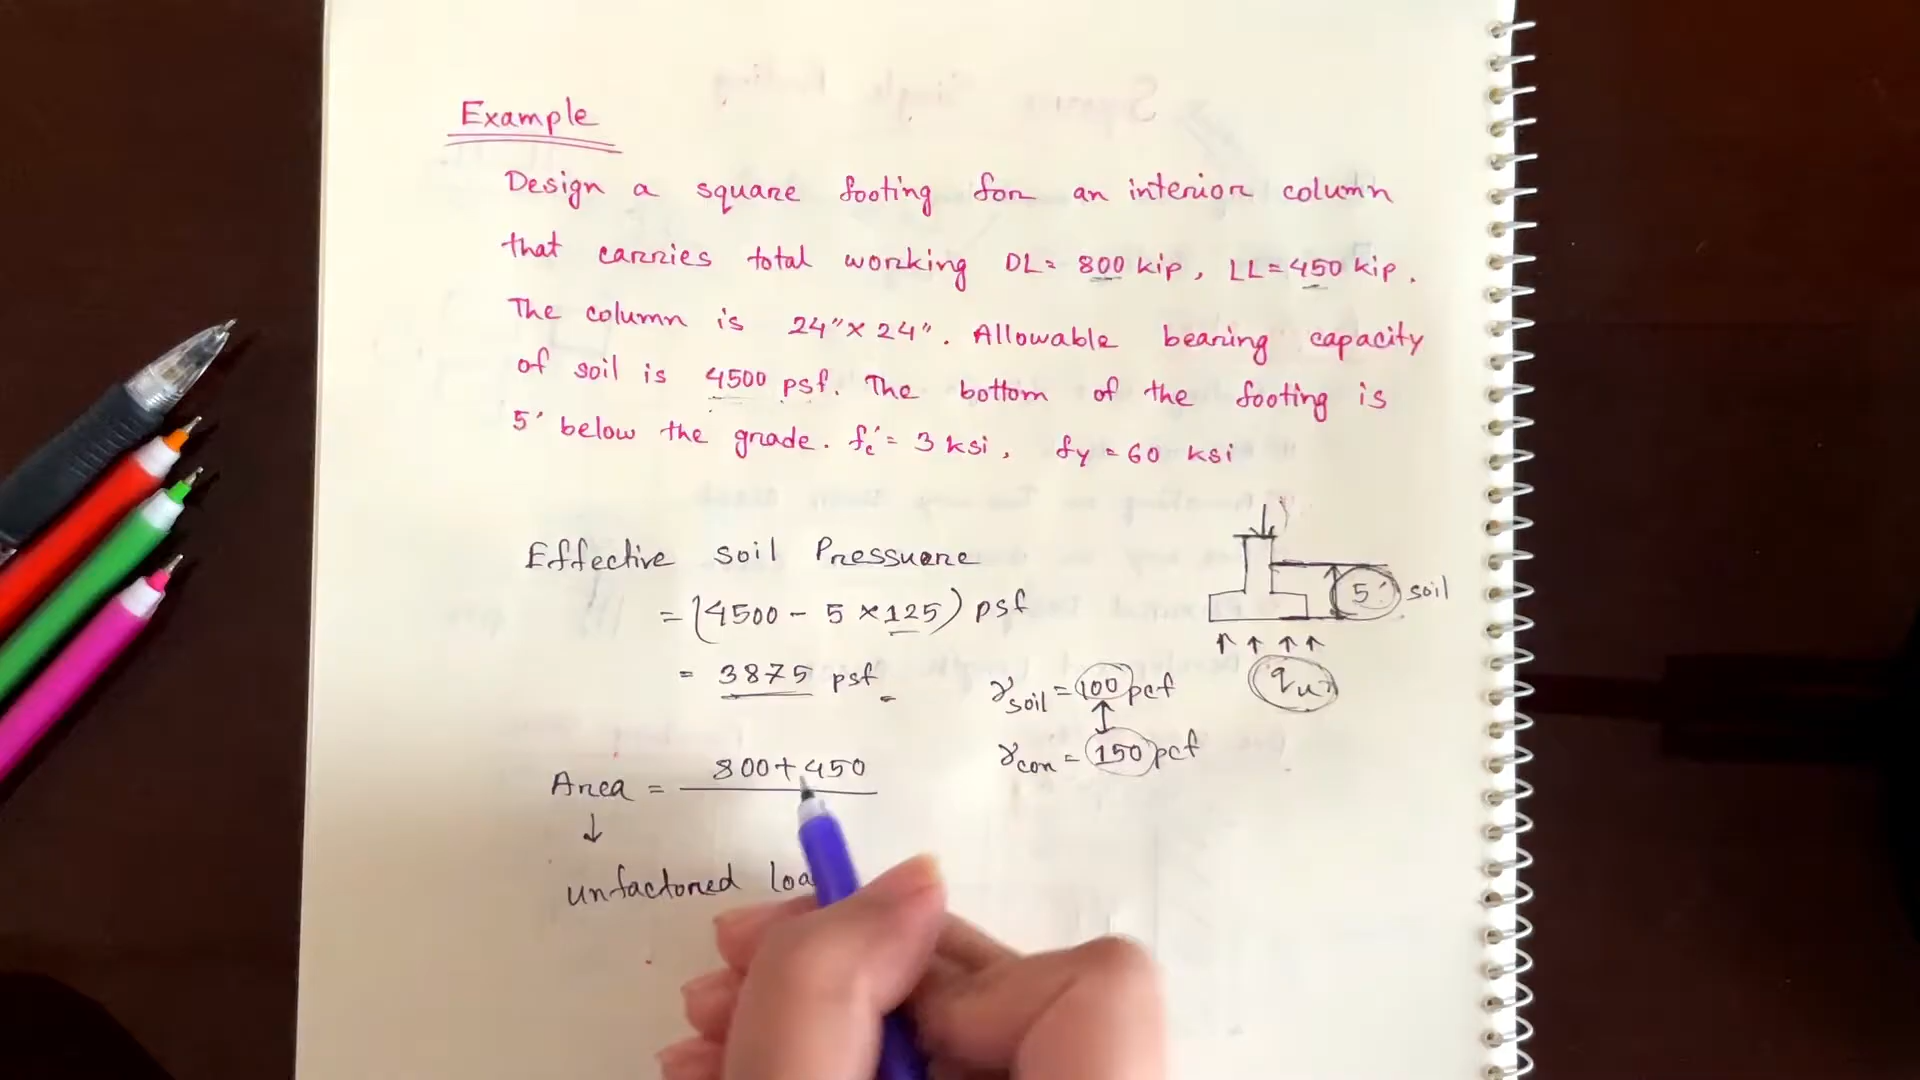 Example
Design a square footing for an interior column
that carries total working DL= 800 kip, LL=450 kip.
The column is 24"x 24". Allowable bearing capacity
of soil is 4500 psf. The bottom of the footing is
5' below the grade. fc'= 3 ksi, fy = 60 ksi
Effective soil Pressure
= (4500 - 5 ×125) psf
= 3875 psf
5' soil
qu
γsoil = 100 pcf
γcon = 150 pcf
Area = 800+450
↓
unfactored